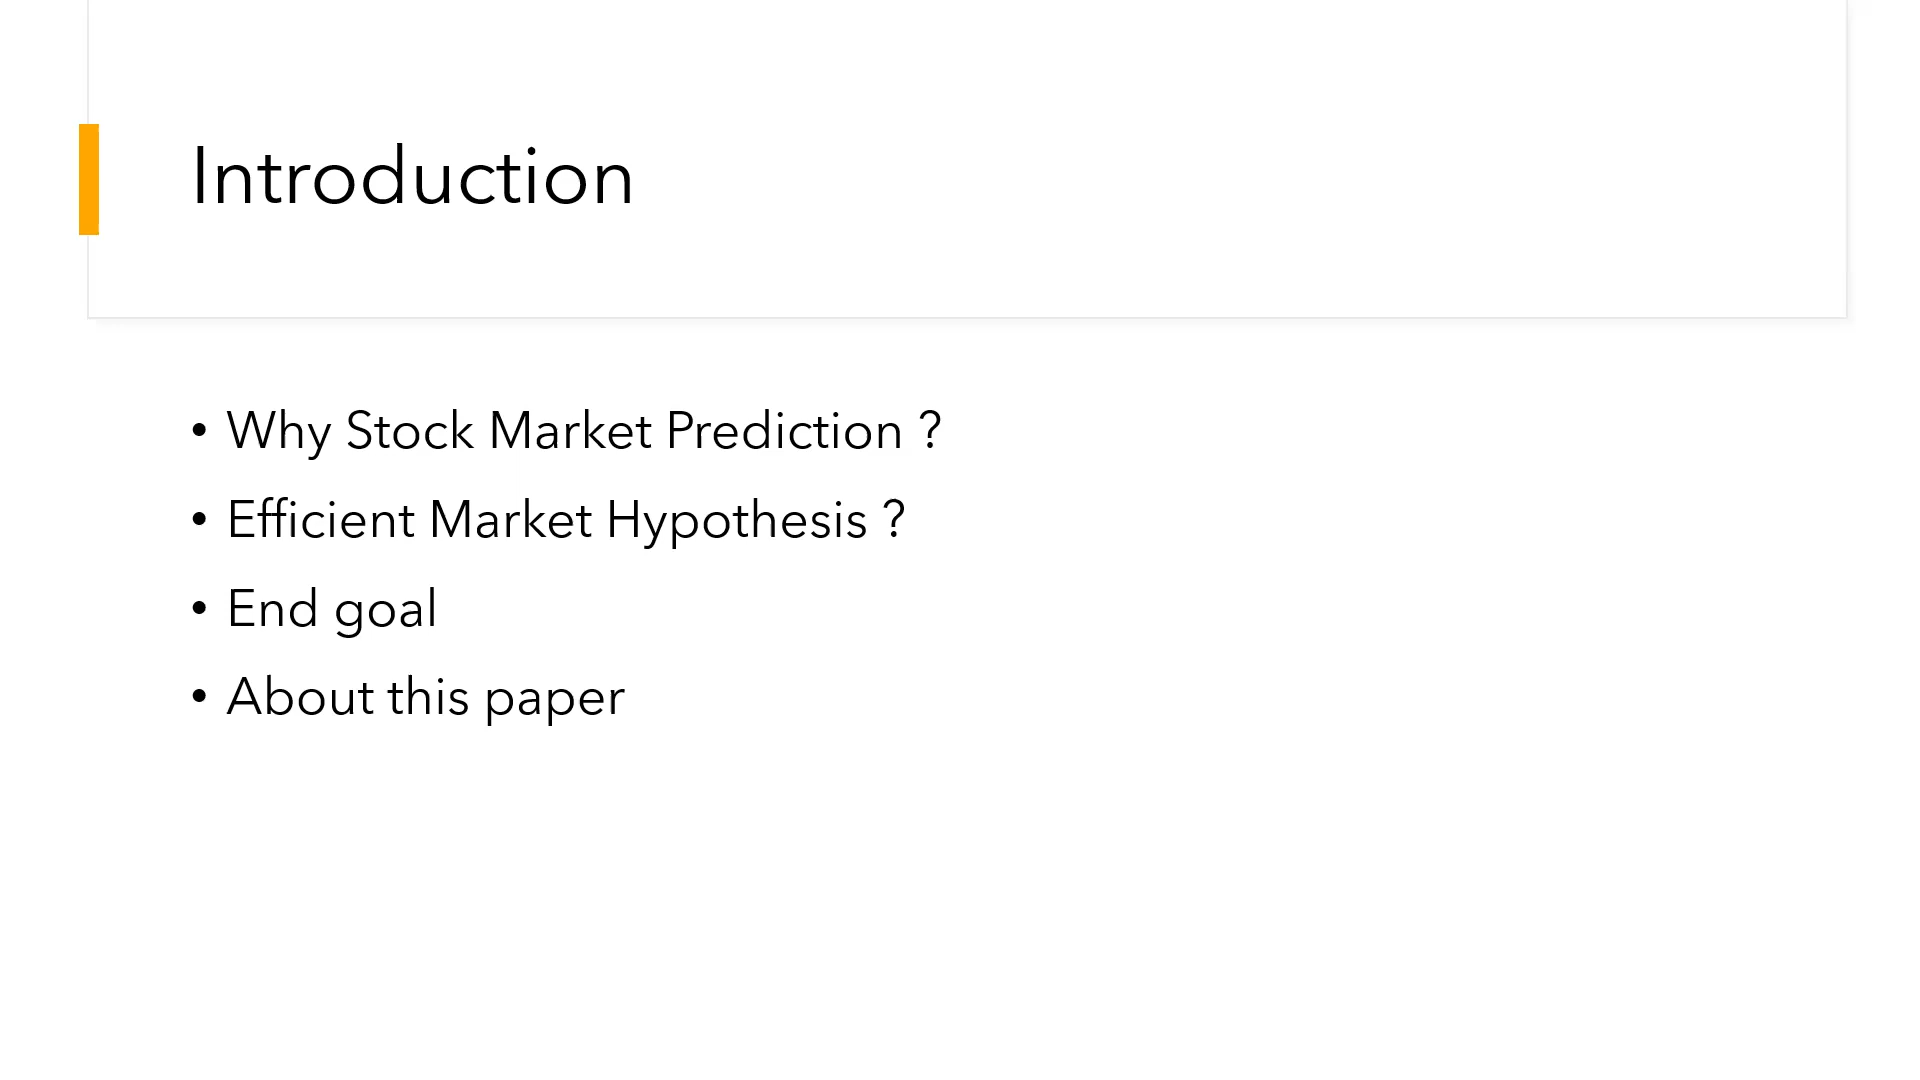 Introduction
• Why Stock Market Prediction ?
• Efficient Market Hypothesis ?
• End goal
• About this paper